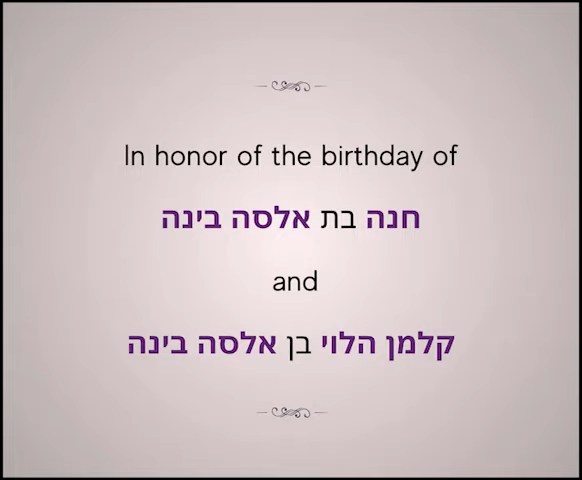 In honor of the birthday of
חנה בת אלסה בינה
and
קלמן הלוי בן אלסה בינה